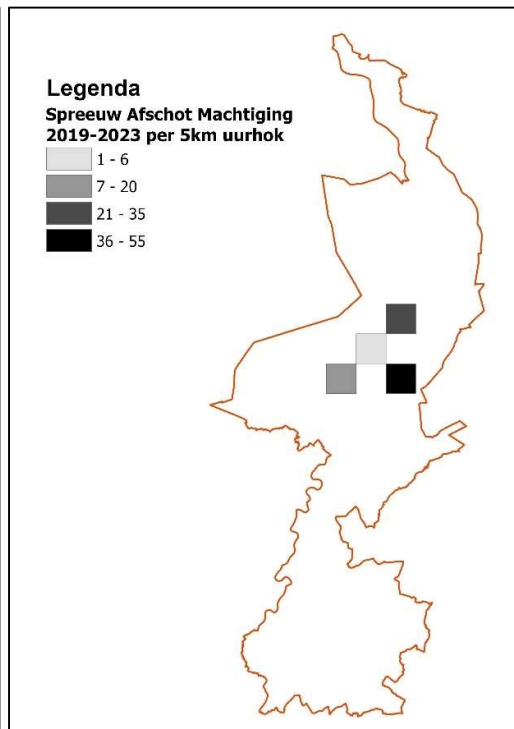 Legenda
Spreeuw Afschot Machtiging
2019-2023 per 5km uurhok
1 - 6
7 - 20
21 - 35
36 - 55